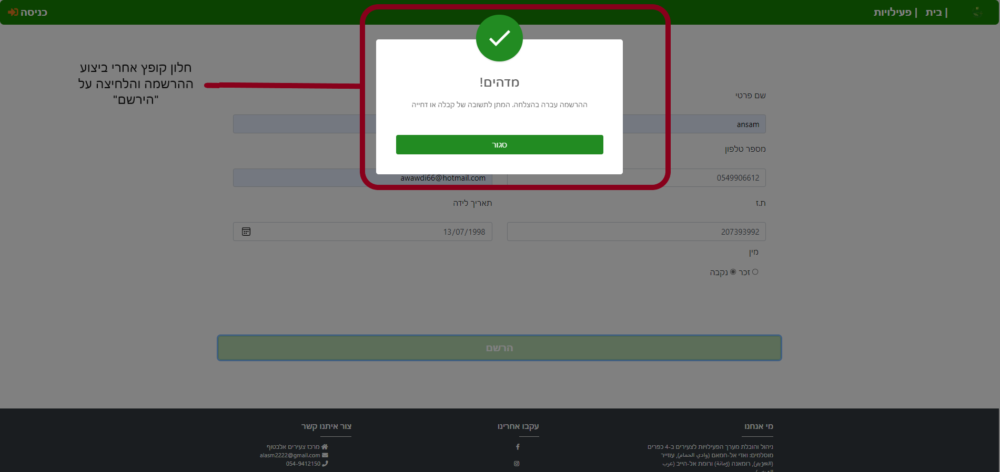 | בית | פעילויות
כניסה
חלון קופץ אחרי ביצוע
ההרשמה והלחיצה על
"הירשם"
מדהים!
ההרשמה עברה בהצלחה. המתן לתשובה של קבלה או דחייה
סגור
שם פרטי
ansam
מספר טלפון
0549906612
awawdi66@hotmail.com
ת.ז
תאריך לידה
207393992
13/07/1998
מין
זכר נקבה
הרשם
מי אנחנו
ניהול והובלת מערך הפעילויות לצעירים ב-4 כפרים
מוסלמים: ואדי אל-חמאם (وادي الحمام), עוזייר
(العزير), רומאנה (رمانة) ורומת אל-הייב (عرب
עקבו אחרינו
צור איתנו קשר
מרכז צעירים אלבטוף
alasm2222@gmail.com
054-9412150